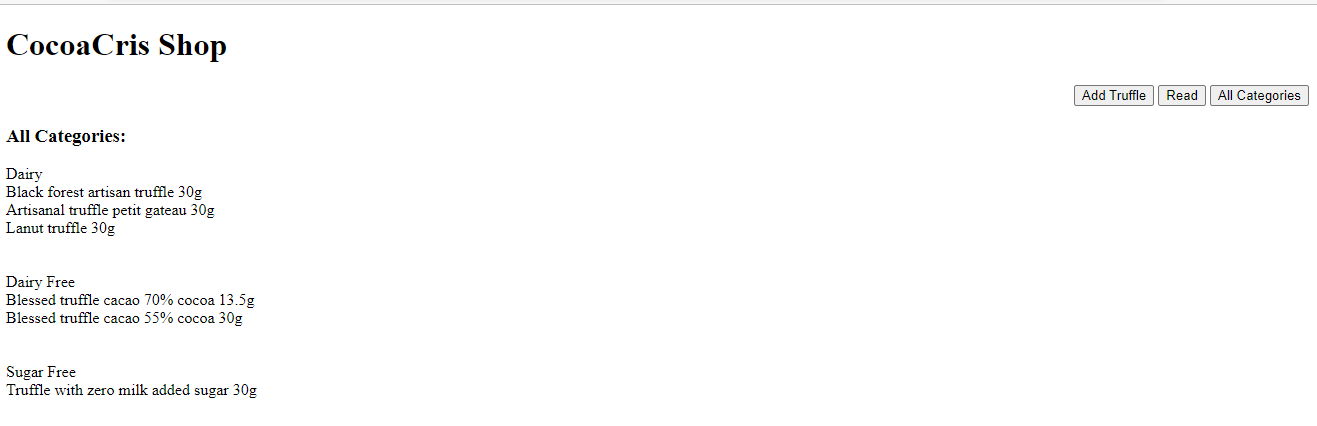 CocoaCris Shop
Add Truffle Read All Categories
All Categories:
Dairy
Black forest artisan truffle 30g
Artisanal truffle petit gateau 30g
Lanut truffle 30g
Dairy Free
Blessed truffle cacao 70% cocoa 13.5g
Blessed truffle cacao 55% cocoa 30g
Sugar Free
Truffle with zero milk added sugar 30g